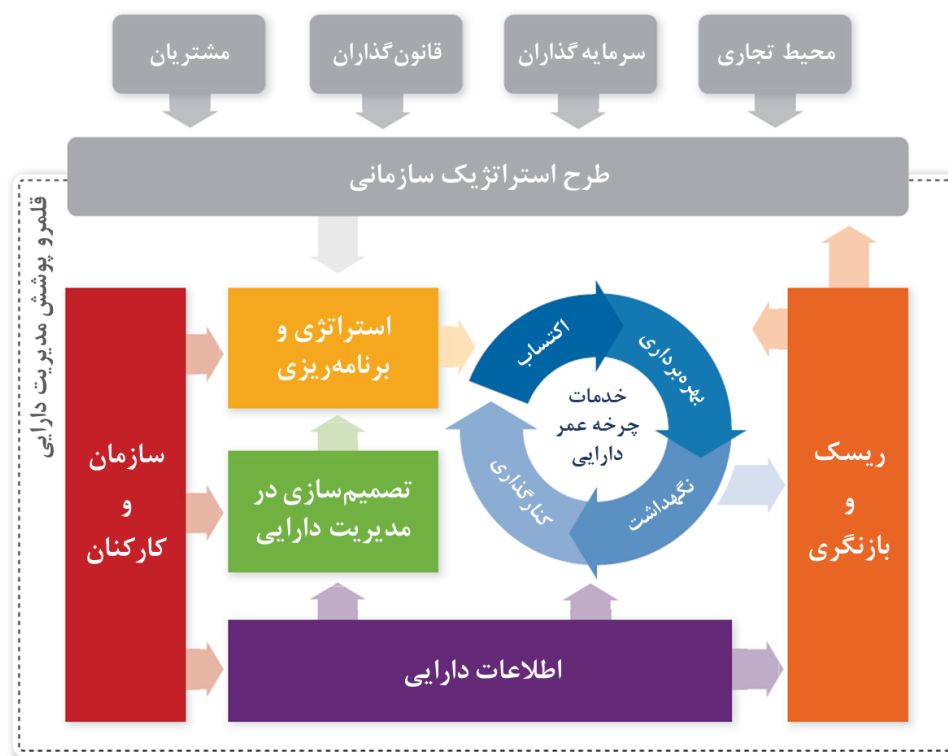 محیط تجاری
سرمایه گذاران
قانون‌گذاران
مشتریان
طرح استراتژیک سازمانی
قلمرو پوشش مدیریت دارایی
سازمان
و
کارکنان
استراتژی و
برنامه‌ریزی
تصمیم‌سازی در
مدیریت دارایی
اکتساب
بهره‌برداری
نگهداشت
کنارگذاری
خدمات
چرخه عمر
دارایی
ریسک
و
بازنگری
اطلاعات دارایی